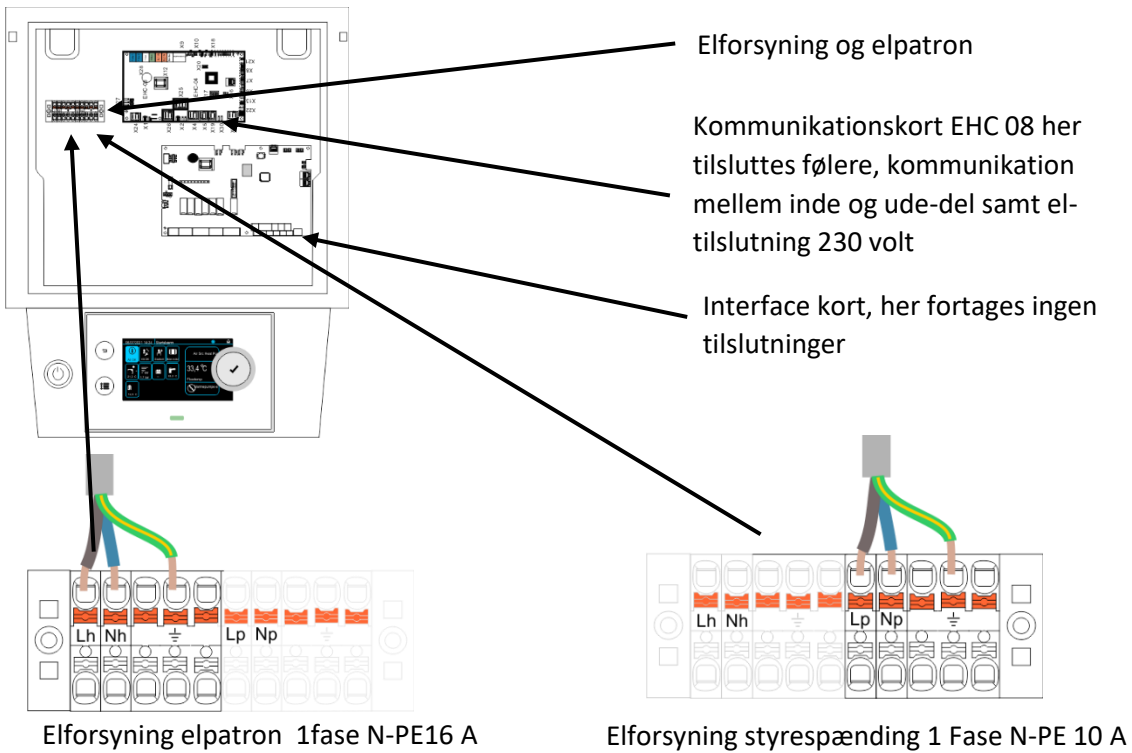 Elforsyning og elpatron
Kommunikationskort EHC 08 her
tilsluttes følere, kommunikation
mellem inde og ude-del samt el-
tilslutning 230 volt
Interface kort, her fortages ingen
tilslutninger
33,4 °C
Lh Nh Lp Np
Lh Nh Lp Np
Elforsyning elpatron 1fase N-PE16 A
Elforsyning styrespænding 1 Fase N-PE 10 A